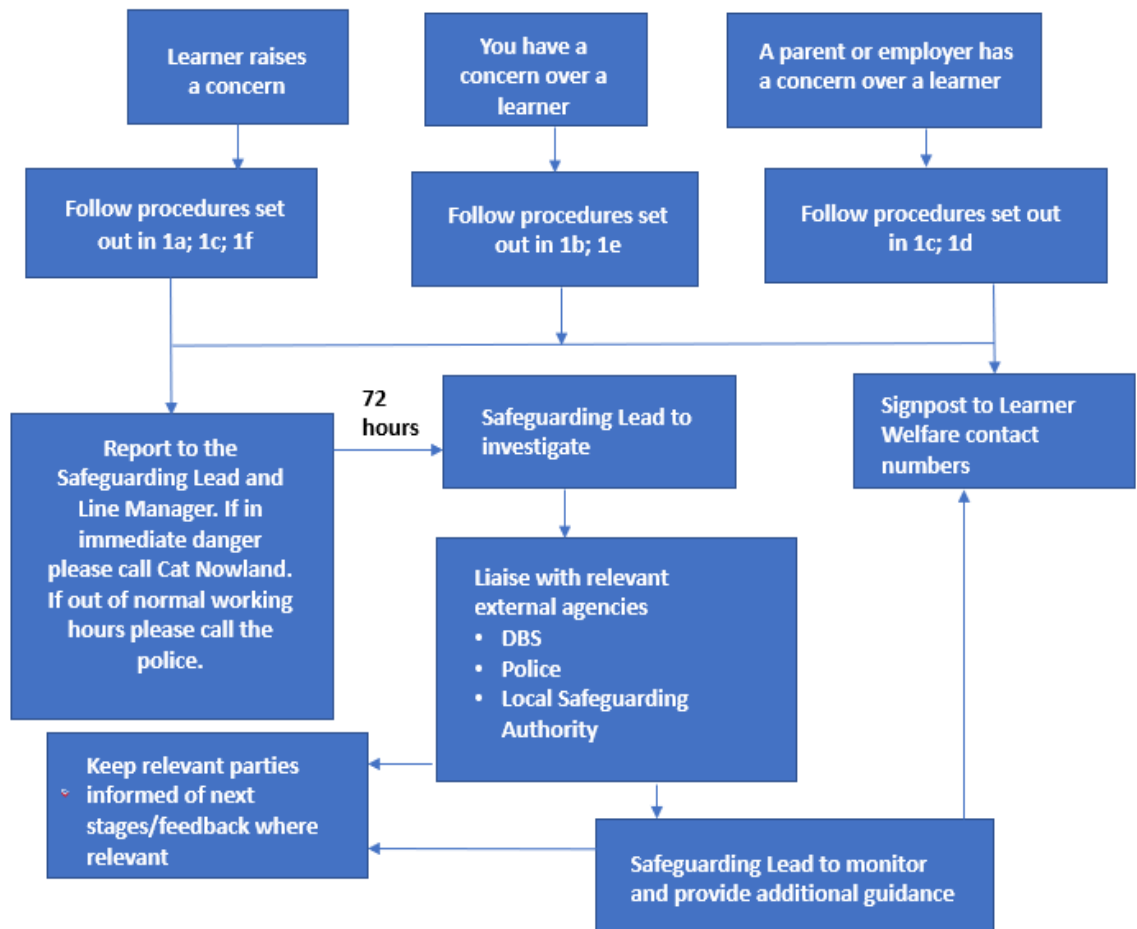 Learner raises
a concern
You have a
concern over a
learner
A parent or employer has
a concern over a learner
Follow procedures set
out in 1a; 1c; 1f
Follow procedures set
out in 1b; 1e
Follow procedures set out
in 1c; 1d
Report to the
Safeguarding Lead and
Line Manager. If in
immediate danger
please call Cat Nowland.
If out of normal working
hours please call the
police.
72
hours
Safeguarding Lead to
investigate
Signpost to Learner
Welfare contact
numbers
Liaise with relevant
external agencies
• DBS
• Police
• Local Safeguarding
Authority
Keep relevant parties
• informed of next
stages/feedback where
relevant
Safeguarding Lead to monitor
and provide additional guidance